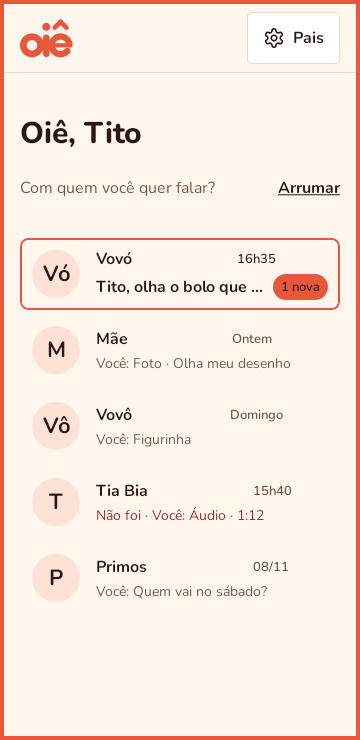 oiê
Pais
Oiê, Tito
Com quem você quer falar?
Arrumar
Vó
Vovó
16h35
Tito, olha o bolo que ...
1 nova
M
Mãe
Ontem
Você: Foto · Olha meu desenho
Vô
Vovô
Domingo
Você: Figurinha
T
Tia Bia
15h40
Não foi · Você: Áudio · 1:12
P
Primos
08/11
Você: Quem vai no sábado?